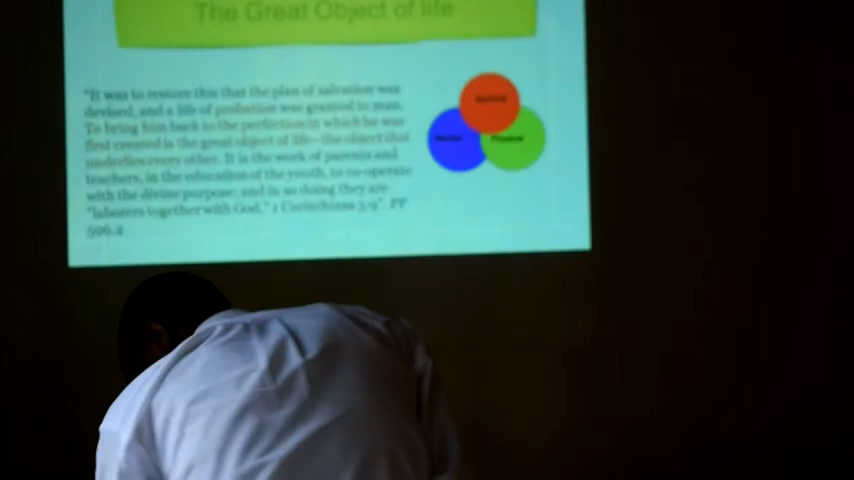 The Great Object of life
"It was to restore this that the plan of salvation was
devised, and a life of probation was granted to man.
To bring him back to the perfection in which he was
first created is the great object of life—the object that
underlies every other. It is the work of parents and
teachers, in the education of the youth, to co-operate
with the divine purpose; and in so doing they are
"laborers together with God." 1 Corinthians 3:9". PP
596.2
Mental
Physical